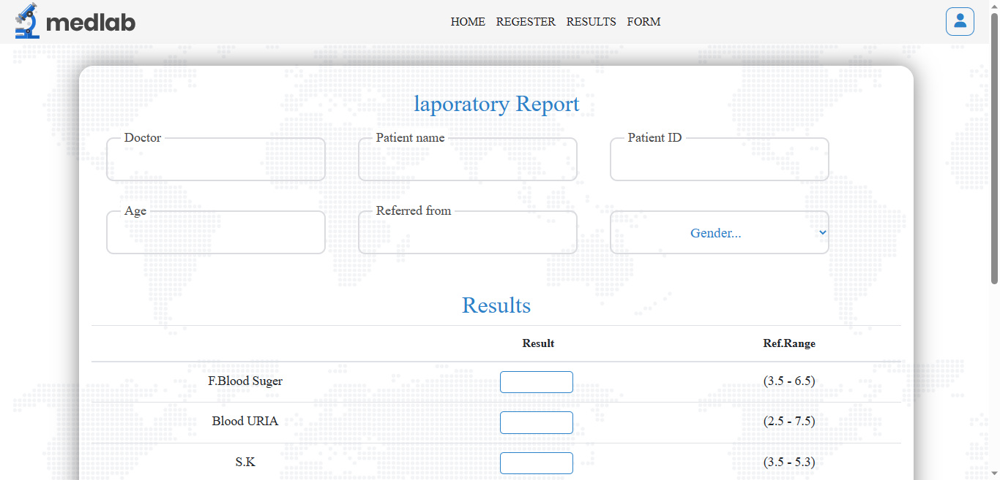 medlab
HOME REGESTER RESULTS FORM
laporatory Report
Doctor Patient name Patient ID
Age Referred from
Gender...
Results
Result Ref.Range
F.Blood Suger (3.5 - 6.5)
Blood URIA (2.5 - 7.5)
S.K (3.5 - 5.3)